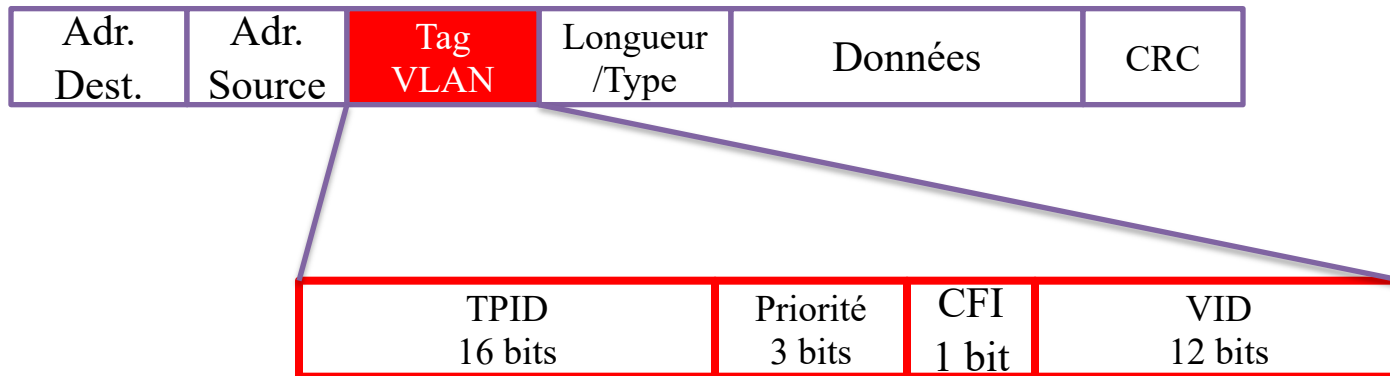 Adr.
Dest.
Adr.
Source
Tag
VLAN
Longueur
/Type
Données
CRC
TPID
16 bits
Priorité
3 bits
CFI
1 bit
VID
12 bits